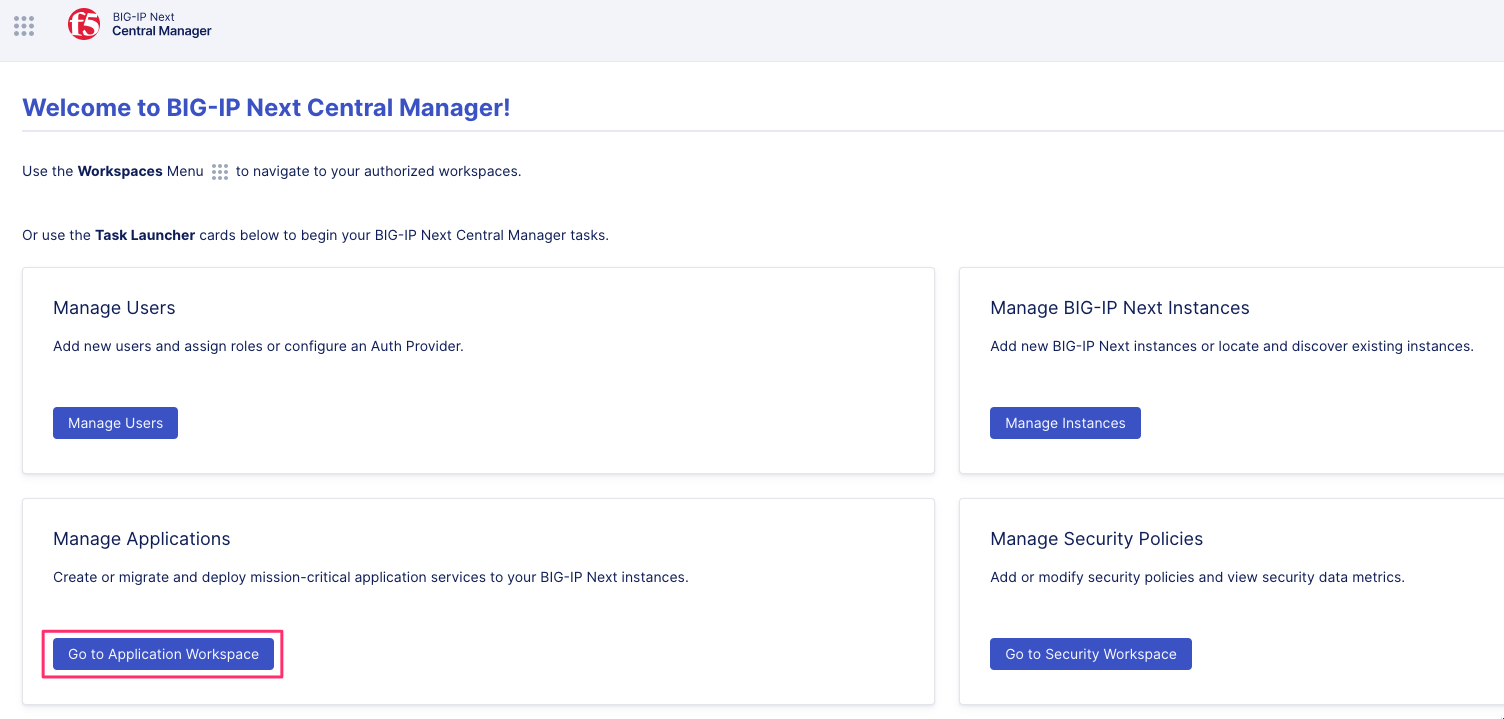 f5
BIG-IP Next
Central Manager
Welcome to BIG-IP Next Central Manager!
Use the Workspaces Menu to navigate to your authorized workspaces.
Or use the Task Launcher cards below to begin your BIG-IP Next Central Manager tasks.
Manage Users
Add new users and assign roles or configure an Auth Provider.
Manage Users
Manage BIG-IP Next Instances
Add new BIG-IP Next instances or locate and discover existing instances.
Manage Instances
Manage Applications
Create or migrate and deploy mission-critical application services to your BIG-IP Next instances.
Go to Application Workspace
Manage Security Policies
Add or modify security policies and view security data metrics.
Go to Security Workspace